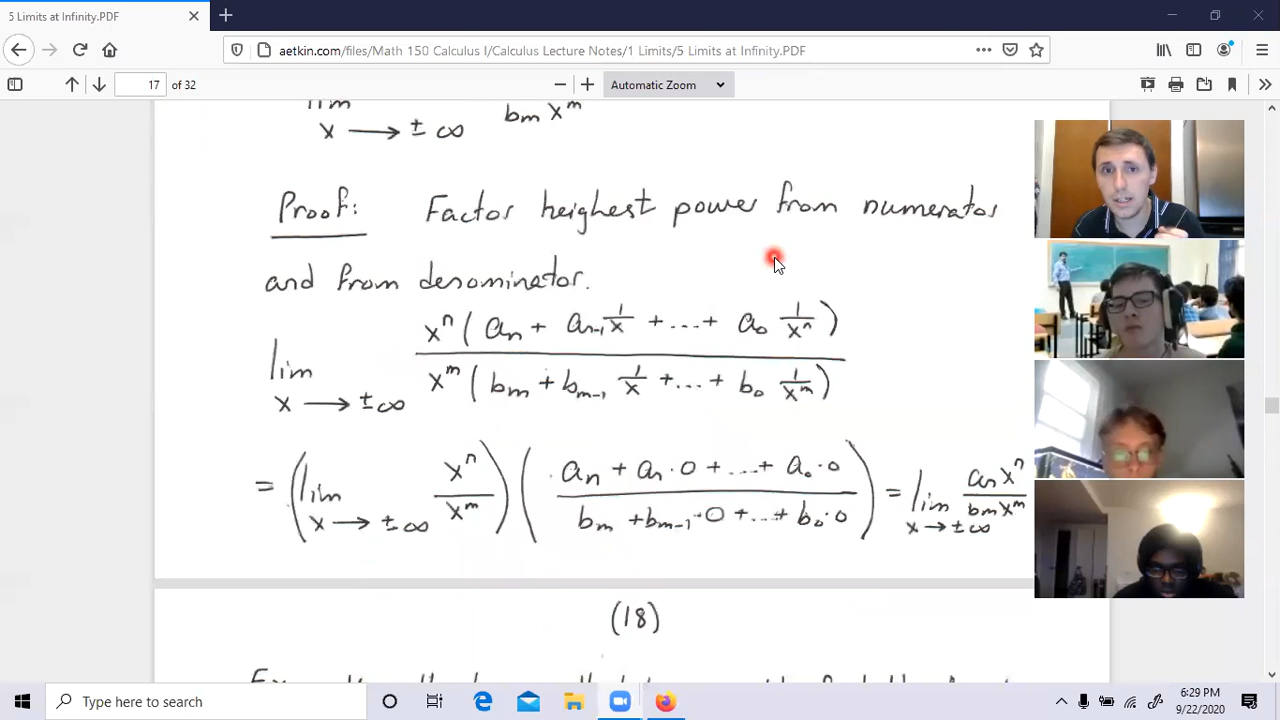 5 Limits at Infinity.PDF
aetkin.com/files/Math 150 Calculus I/Calculus Lecture Notes/1 Limits/5 Limits at Infinity.PDF
17 of 32
Automatic Zoom
lim x ⟶ ± ∞ bm x^m
Proof: Factor heighest power from numerator
and from denominator.
lim x ⟶ ±∞ x^n ( an + an-1 1/x + ... + a0 1/x^n ) / x^m ( bm + bm-1 1/x + ... + b0 1/x^m )
= ( lim x ⟶ ±∞ x^n / x^m ) ( an + a1 · 0 + ... + a0 · 0 / bm + bm-1 · 0 + ... + b0 · 0 ) = lim x → ±∞ an x^n / bm x^m
(18)
Type here to search
6:29 PM
9/22/2020